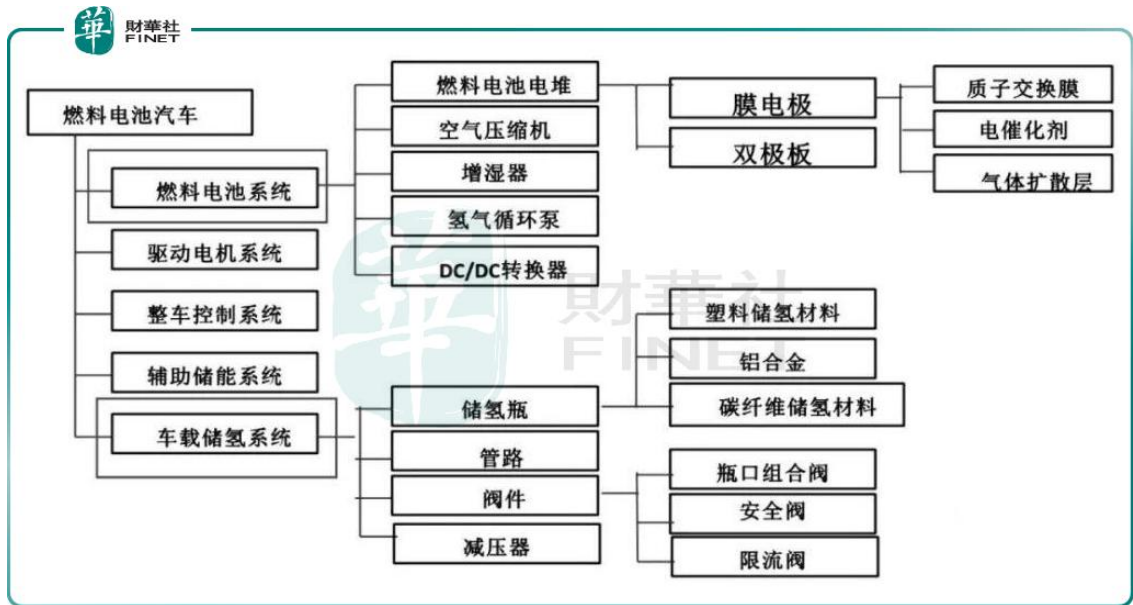 華
財華社
FINET
燃料电池汽车
燃料电池系统
驱动电机系统
整车控制系统
辅助储能系统
车载储氢系统
燃料电池电堆
空气压缩机
增湿器
氢气循环泵
DC/DC转换器
储氢瓶
管路
阀件
减压器
膜电极
双极板
塑料储氢材料
铝合金
碳纤维储氢材料
瓶口组合阀
安全阀
限流阀
质子交换膜
电催化剂
气体扩散层
華
財華社
FINET